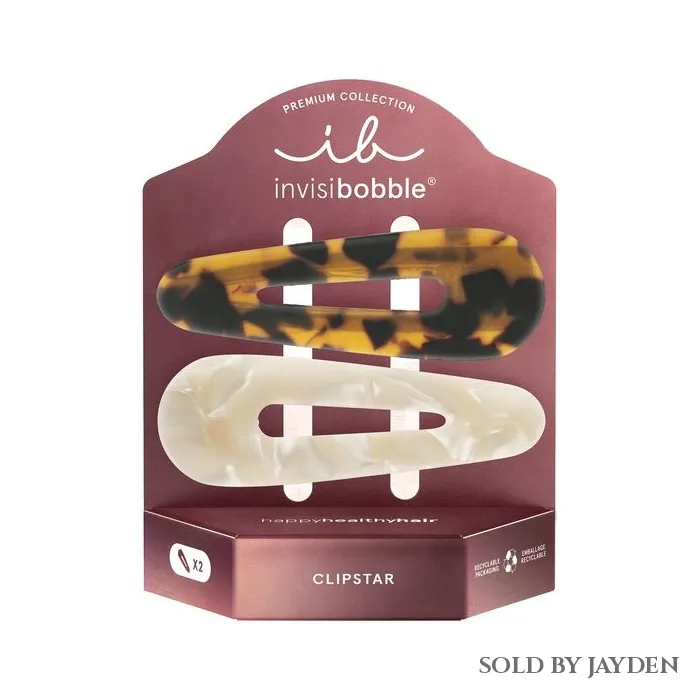 PREMIUM COLLECTION
ib
invisibobble®
happyhealthyhair
X2
CLIPSTAR
RECYCLABLE
PACKAGING
EMBALLAGE
RECYCLABLE
SOLD BY JAYDEN